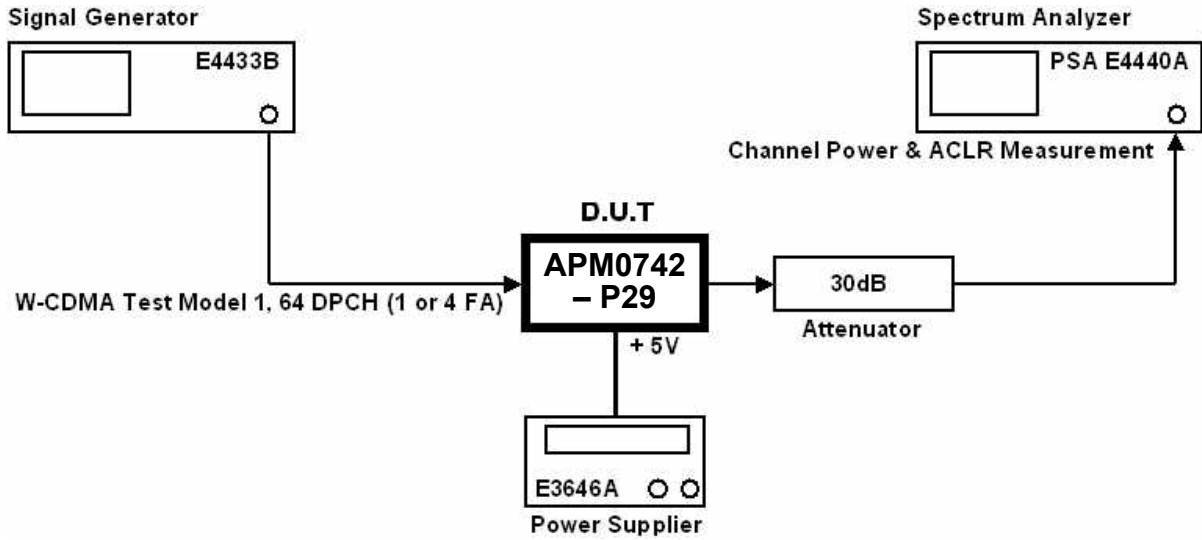 Signal Generator
E4433B
Spectrum Analyzer
PSA E4440A
Channel Power & ACLR Measurement
D.U.T
APM0742
– P29
W-CDMA Test Model 1, 64 DPCH (1 or 4 FA)
30dB
Attenuator
+ 5V
E3646A
Power Supplier